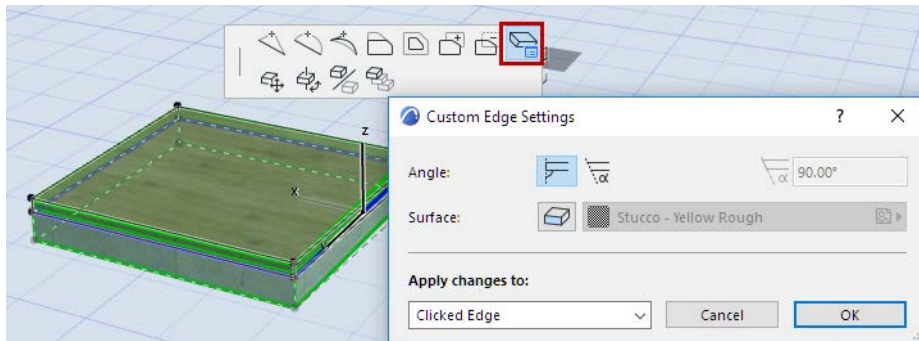 Custom Edge Settings ? X
Angle: α α 90.00°
Surface: Stucco - Yellow Rough
Apply changes to:
Clicked Edge Cancel OK
z
x